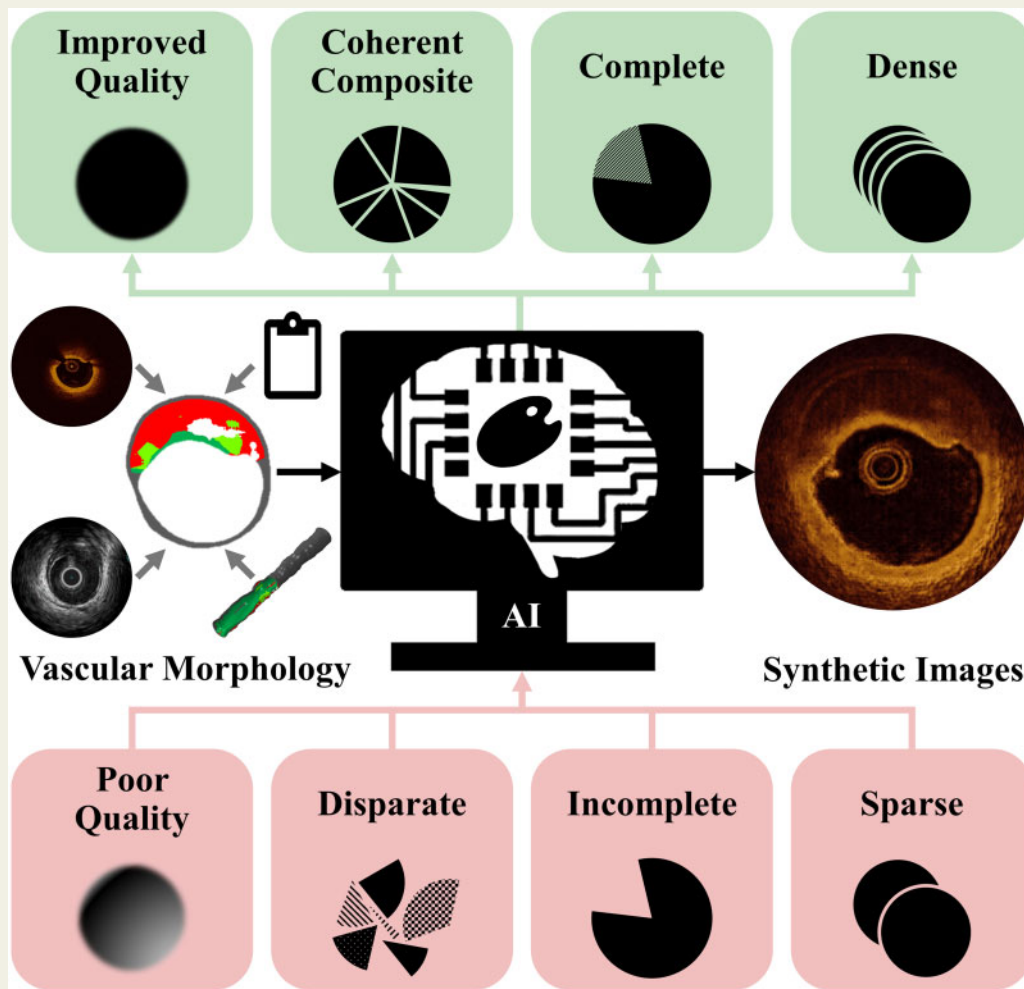 Improved
Quality
Coherent
Composite
Complete
Dense
AI
Vascular Morphology
Synthetic Images
Poor
Quality
Disparate
Incomplete
Sparse